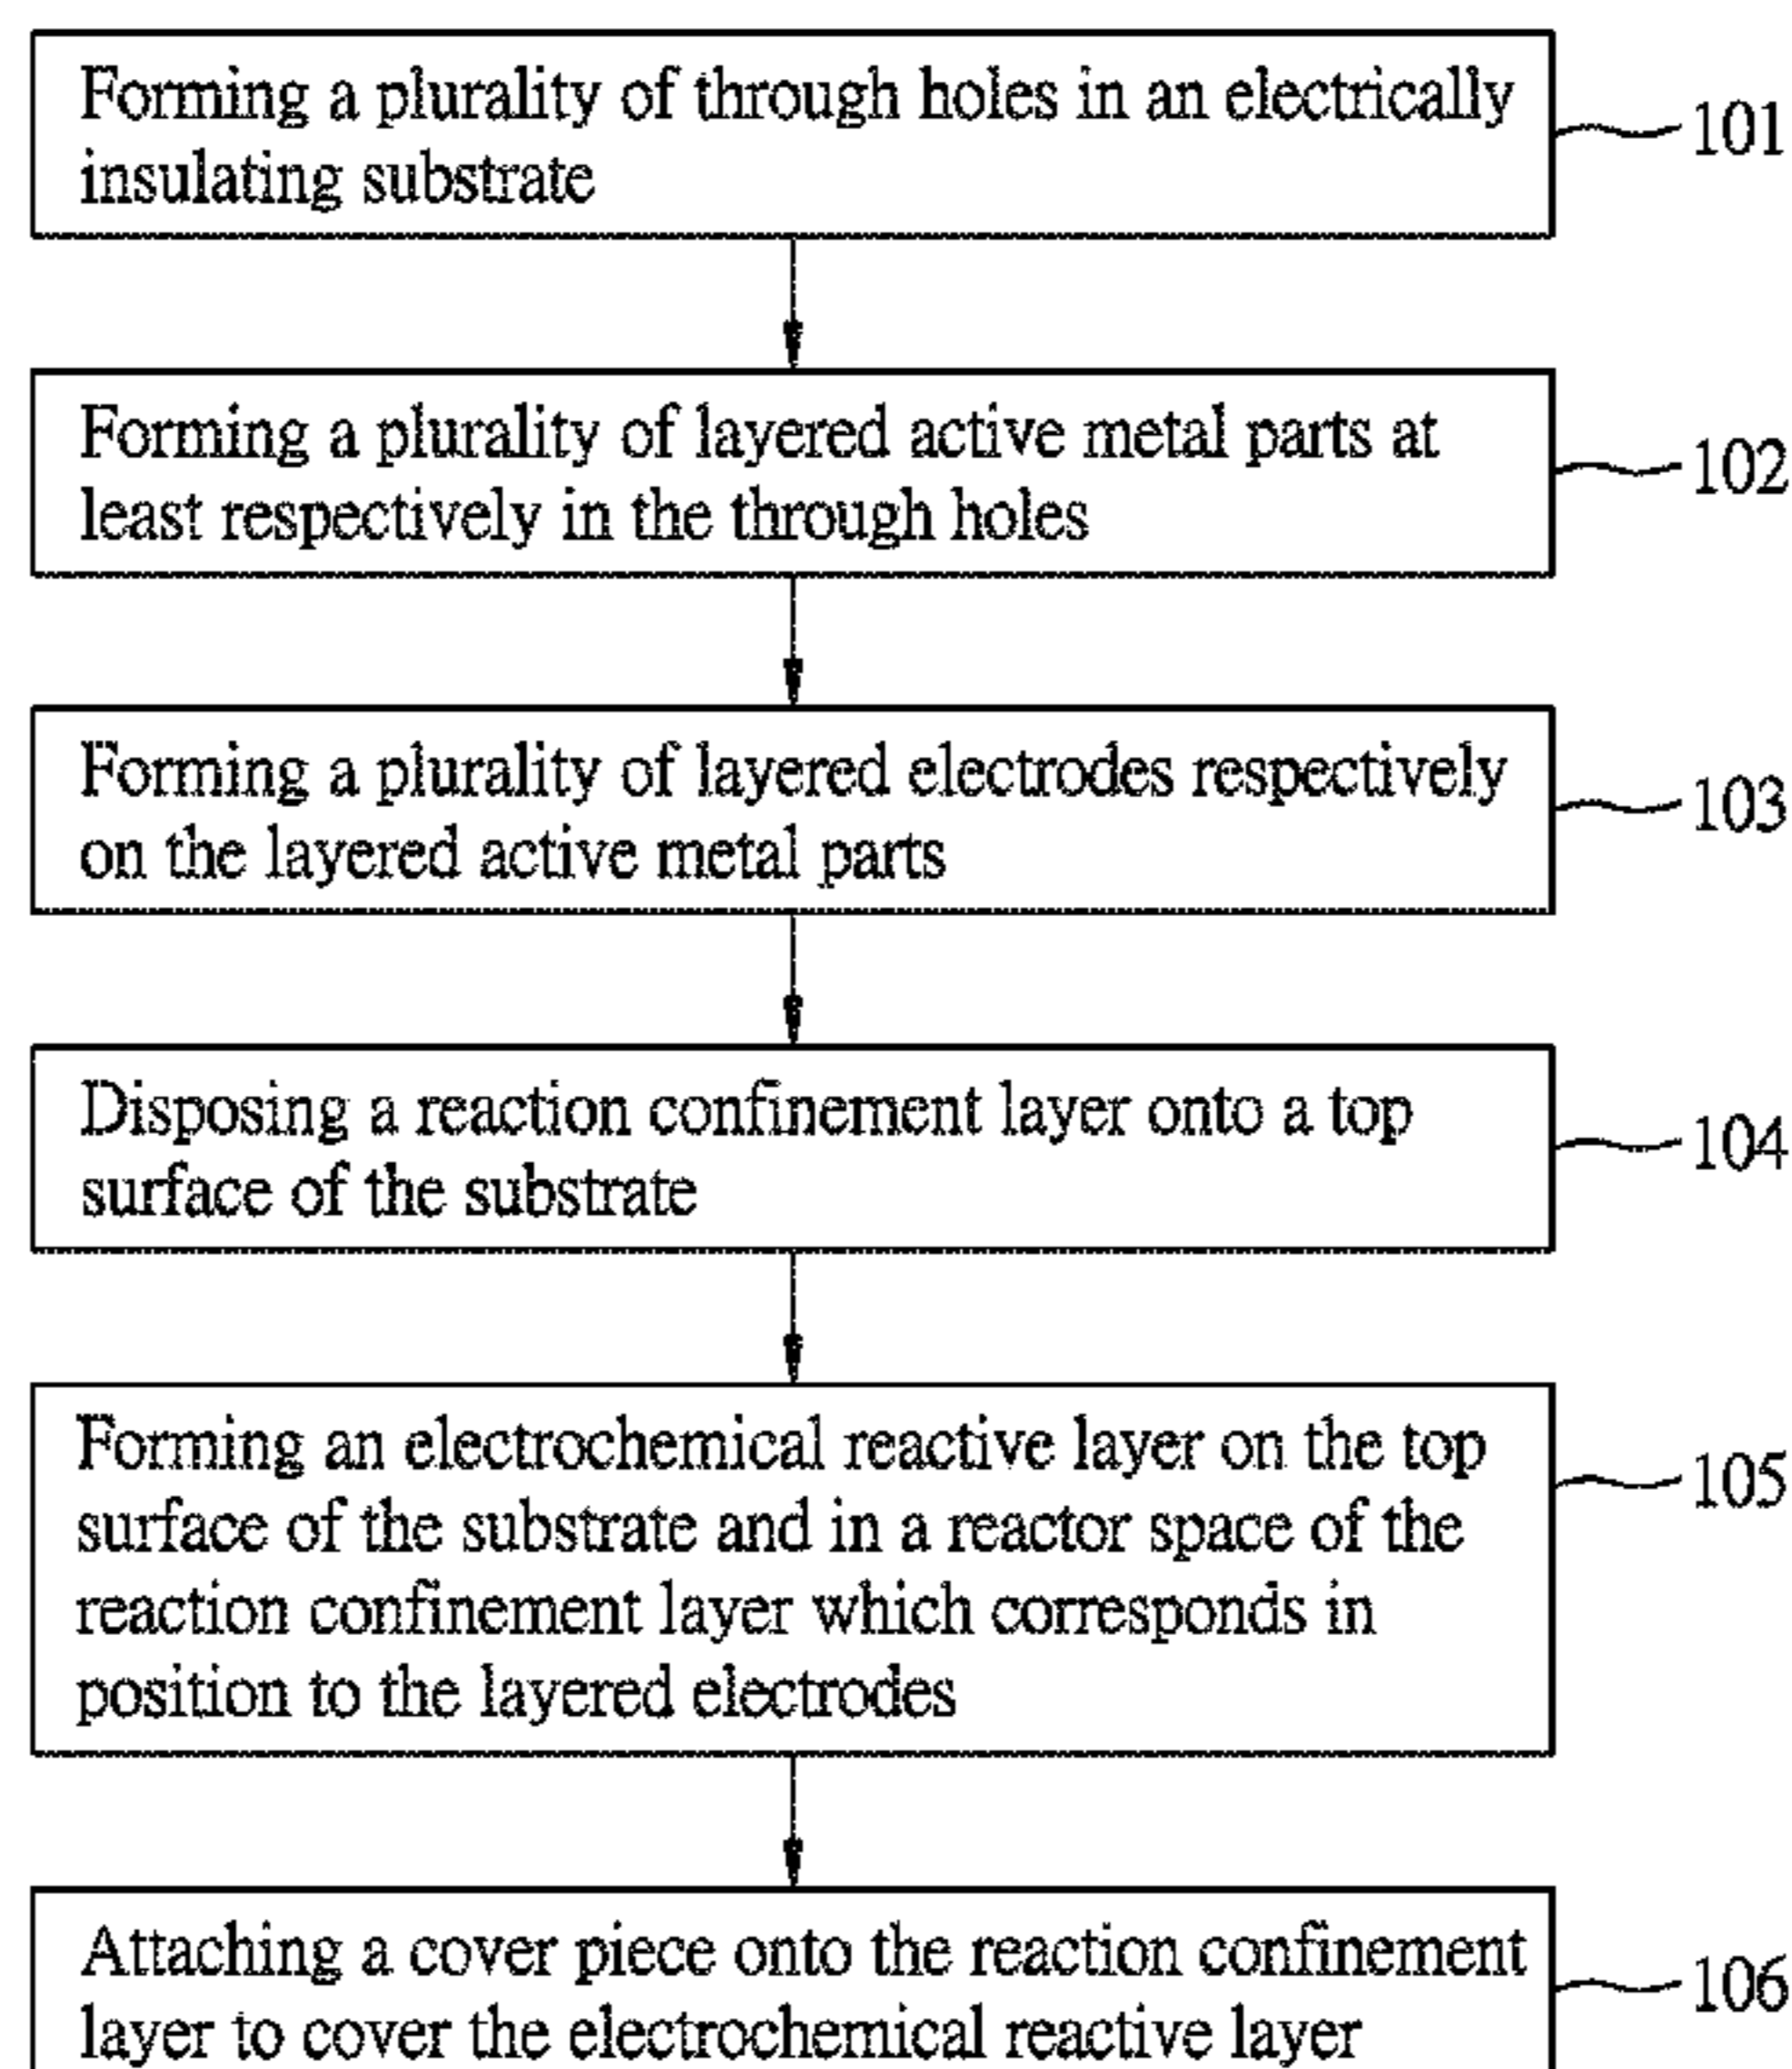 Forming a plurality of through holes in an electrically
insulating substrate
101
Forming a plurality of layered active metal parts at
least respectively in the through holes
102
Forming a plurality of layered electrodes respectively
on the layered active metal parts
103
Disposing a reaction confinement layer onto a top
surface of the substrate
104
Forming an electrochemical reactive layer on the top
surface of the substrate and in a reactor space of the
reaction confinement layer which corresponds in
position to the layered electrodes
105
Attaching a cover piece onto the reaction confinement
layer to cover the electrochemical reactive layer
106